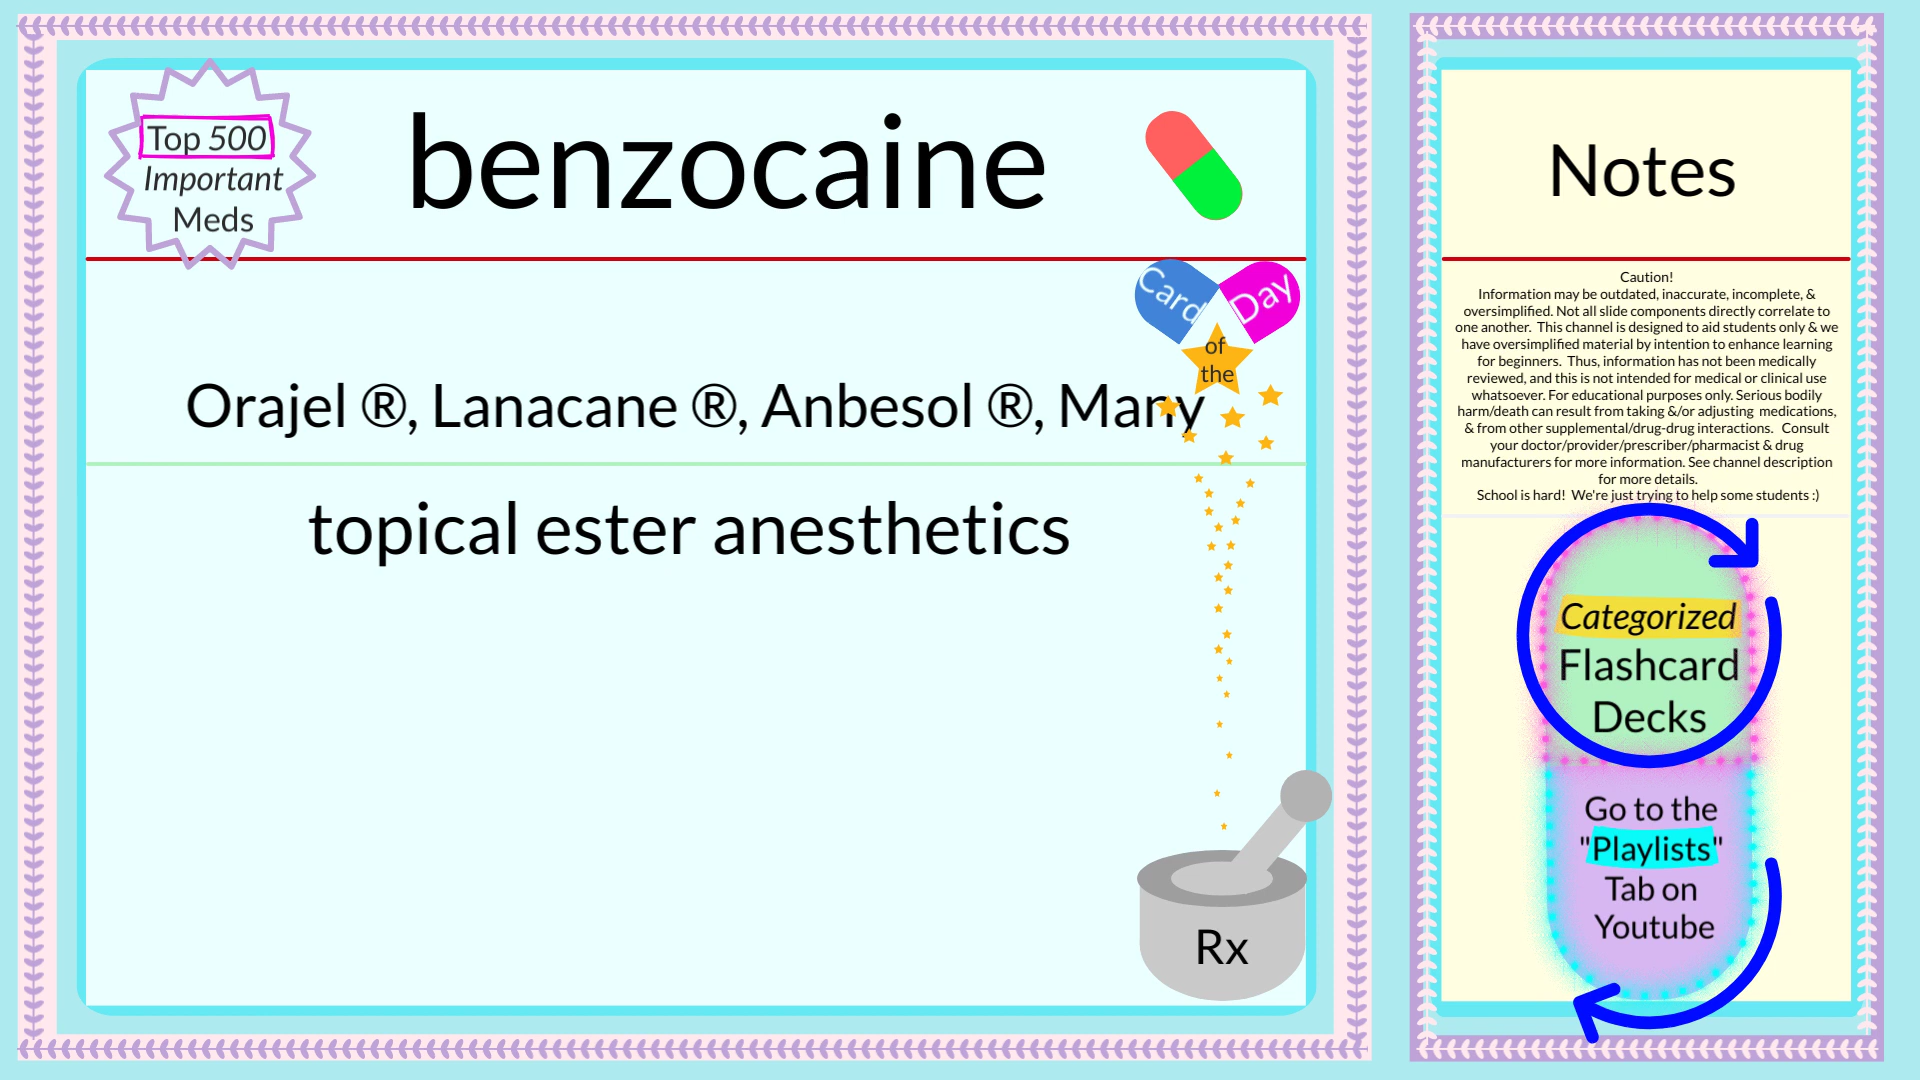 Top 500
Important
Meds
benzocaine
Card
of
the
Day
Orajel ®, Lanacane ®, Anbesol ®, Many
topical ester anesthetics
Rx
Notes
Caution!
Information may be outdated, inaccurate, incomplete, &
oversimplified. Not all slide components directly correlate to
one another. This channel is designed to aid students only & we
have oversimplified material by intention to enhance learning
for beginners. Thus, information has not been medically
reviewed, and this is not intended for medical or clinical use
whatsoever. For educational purposes only. Serious bodily
harm/death can result from taking &/or adjusting medications,
& from other supplemental/drug-drug interactions. Consult
your doctor/provider/prescriber/pharmacist & drug
manufacturers for more information. See channel description
for more details.
School is hard! We're just trying to help some students :)
Categorized
Flashcard
Decks
Go to the
"Playlists"
Tab on
Youtube